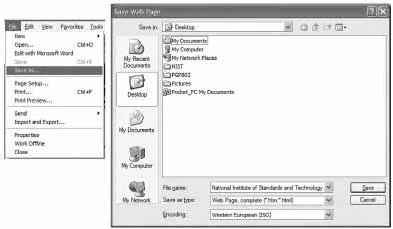 File Edit View Favorites Tools
New
Open... Ctrl+O
Edit with Microsoft Word
Save Ctrl+S
Save As...
Page Setup...
Print... Ctrl+P
Print Preview...
Send
Import and Export...
Properties
Work Offline
Close
Save Web Page
Save in: Desktop
My Recent Documents
Desktop
My Documents
My Computer
My Network
My Documents
My Computer
My Network Places
NIST
PGP802
Pictures
Pocket_PC My Documents
File name: National Institute of Standards and Technology
Save
Save as type: Web Page, complete (*.htm;*.html)
Cancel
Encoding: Western European (ISO)